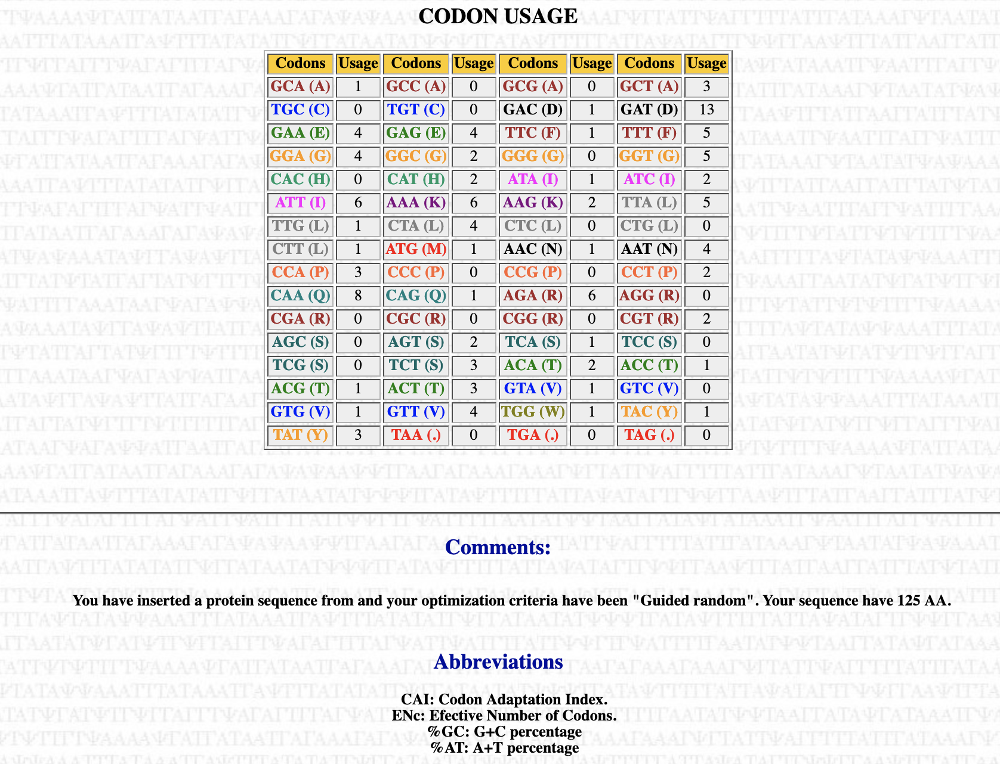 CODON USAGE
Codons Usage Codons Usage Codons Usage Codons Usage
GCA (A) 1 GCC (A) 0 GCG (A) 0 GCT (A) 3
TGC (C) 0 TGT (C) 0 GAC (D) 1 GAT (D) 13
GAA (E) 4 GAG (E) 4 TTC (F) 1 TTT (F) 5
GGA (G) 4 GGC (G) 2 GGG (G) 0 GGT (G) 5
CAC (H) 0 CAT (H) 2 ATA (I) 1 ATC (I) 2
ATT (I) 6 AAA (K) 6 AAG (K) 2 TTA (L) 5
TTG (L) 1 CTA (L) 4 CTC (L) 0 CTG (L) 0
CTT (L) 1 ATG (M) 1 AAC (N) 1 AAT (N) 4
CCA (P) 3 CCC (P) 0 CCG (P) 0 CCT (P) 2
CAA (Q) 8 CAG (Q) 1 AGA (R) 6 AGG (R) 0
CGA (R) 0 CGC (R) 0 CGG (R) 0 CGT (R) 2
AGC (S) 0 AGT (S) 2 TCA (S) 1 TCC (S) 0
TCG (S) 0 TCT (S) 3 ACA (T) 2 ACC (T) 1
ACG (T) 1 ACT (T) 3 GTA (V) 1 GTC (V) 0
GTG (V) 1 GTT (V) 4 TGG (W) 1 TAC (Y) 1
TAT (Y) 3 TAA (.) 0 TGA (.) 0 TAG (.) 0
Comments:
You have inserted a protein sequence from and your optimization criteria have been "Guided random". Your sequence have 125 AA.
Abbreviations
CAI: Codon Adaptation Index.
ENc: Efective Number of Codons.
%GC: G+C percentage
%AT: A+T percentage